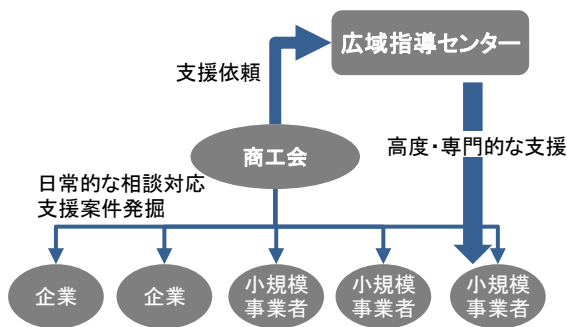 広域指導センター
支援依頼
商工会
高度・専門的な支援
日常的な相談対応
支援案件発掘
企業
企業
小規模
事業者
小規模
事業者
小規模
事業者